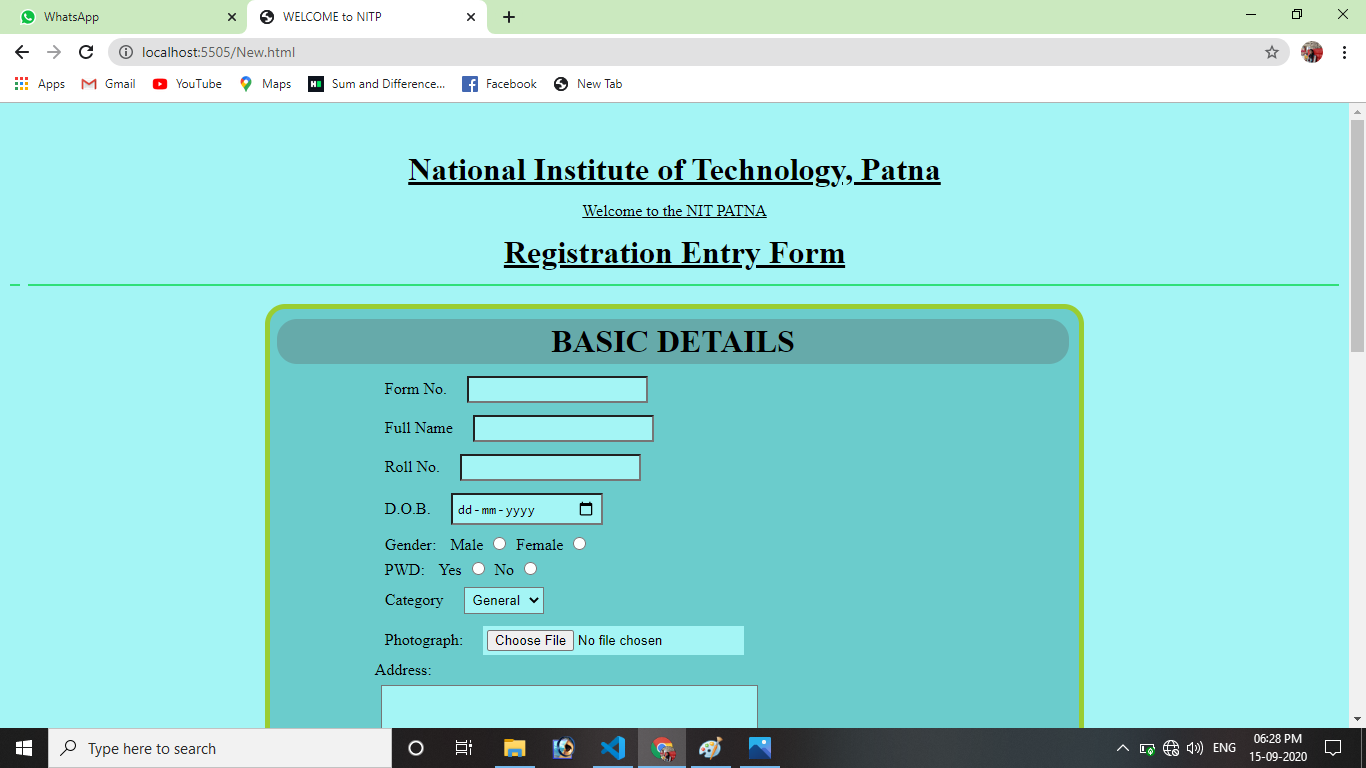 WhatsApp
WELCOME to NITP
localhost:5505/New.html
Apps Gmail YouTube Maps Sum and Difference... Facebook New Tab
National Institute of Technology, Patna
Welcome to the NIT PATNA
Registration Entry Form
BASIC DETAILS
Form No.
Full Name
Roll No.
D.O.B. dd-mm-yyyy
Gender: Male Female
PWD: Yes No
Category General
Photograph: Choose File No file chosen
Address:
Type here to search
ENG
06:28 PM
15-09-2020